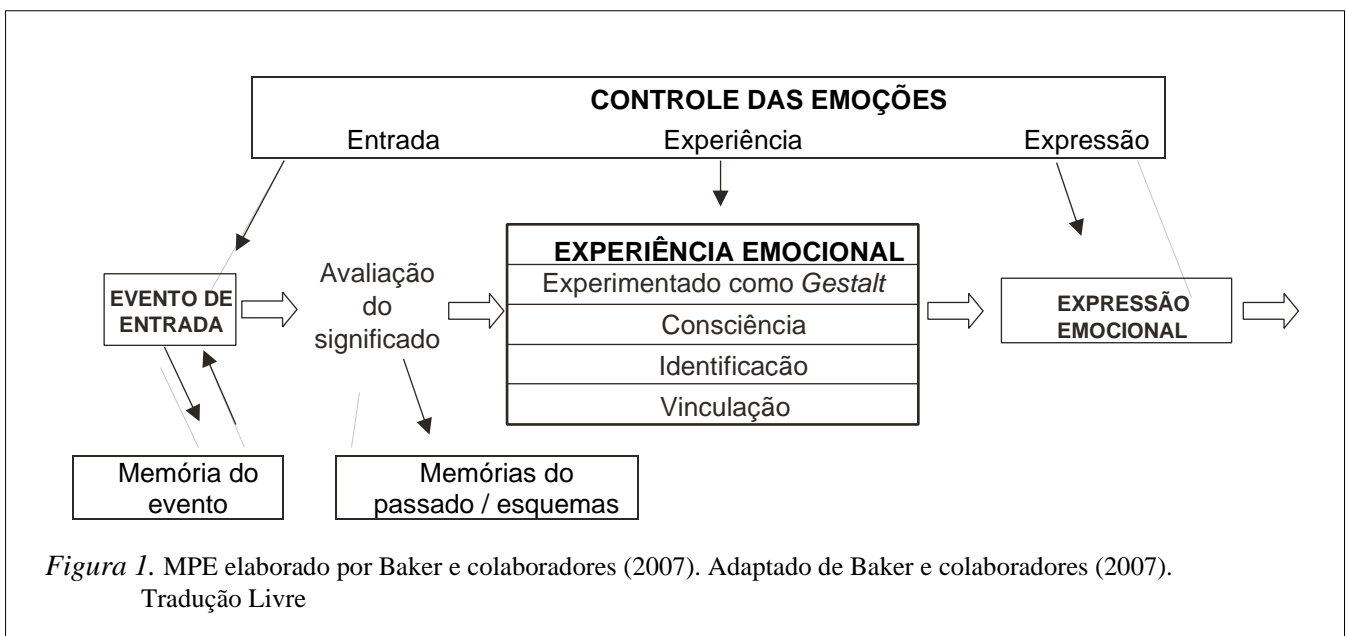 CONTROLE DAS EMOÇÕES
Entrada Experiência Expressão
EVENTO DE
ENTRADA
Avaliação
do
significado
EXPERIÊNCIA EMOCIONAL
Experimentado como Gestalt
Consciência
Identificacão
Vinculação
EXPRESSÃO
EMOCIONAL
Memória do
evento
Memórias do
passado / esquemas
Figura 1. MPE elaborado por Baker e colaboradores (2007). Adaptado de Baker e colaboradores (2007).
Tradução Livre